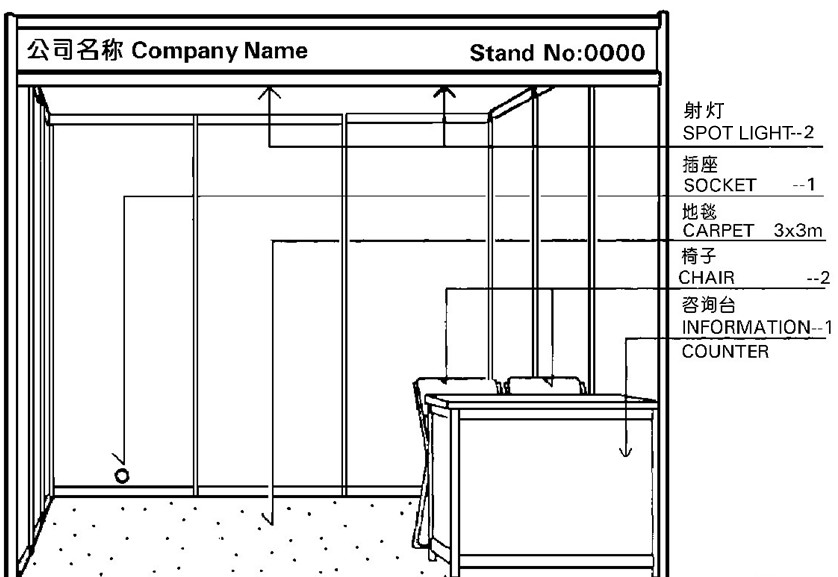 公司名称 Company Name Stand No:0000
射灯
SPOT LIGHT--2
插座
SOCKET --1
地毯
CARPET 3x3m
椅子
CHAIR --2
咨询台
INFORMATION--1
COUNTER